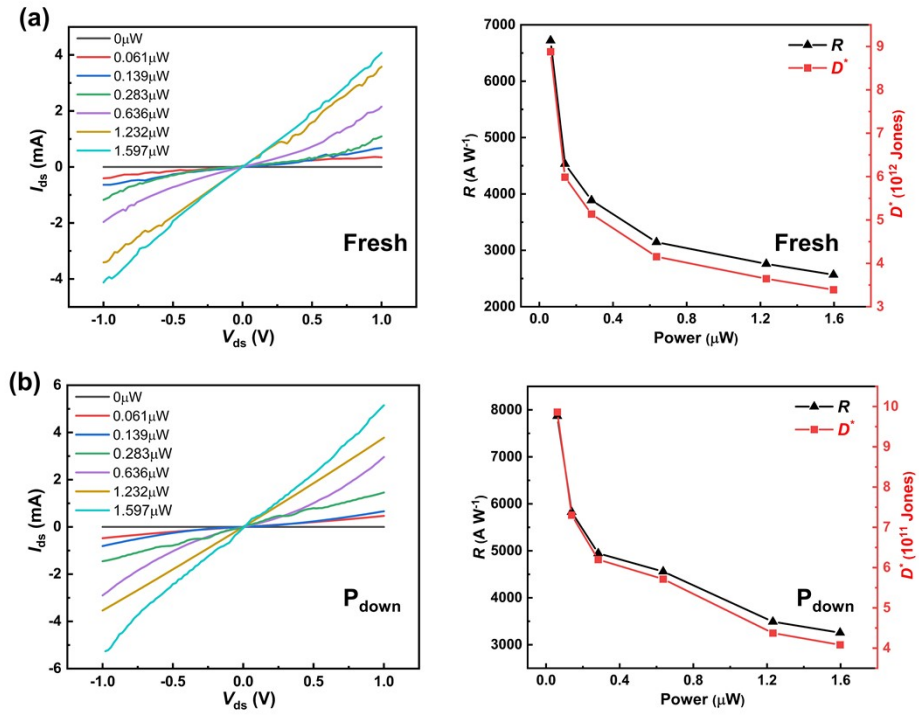 (a)
0μW
0.061μW
0.139μW
0.283μW
0.636μW
1.232μW
1.597μW
4
2
0
-2
-4
Ids (mA)
Fresh
-1.0 -0.5 0.0 0.5 1.0
Vds (V)
7000
6000
5000
4000
3000
2000
R (A W-1)
R
D*
Fresh
9
8
7
6
5
4
3
D* (1012 Jones)
0.0 0.4 0.8 1.2 1.6
Power (μW)
(b)
0μW
0.061μW
0.139μW
0.283μW
0.636μW
1.232μW
1.597μW
6
4
2
0
-2
-4
-6
Ids (mA)
Pdown
-1.0 -0.5 0.0 0.5 1.0
Vds (V)
8000
7000
6000
5000
4000
3000
R (A W-1)
R
D*
Pdown
10
9
8
7
6
5
4
D* (1011 Jones)
0.0 0.4 0.8 1.2 1.6
Power (μW)